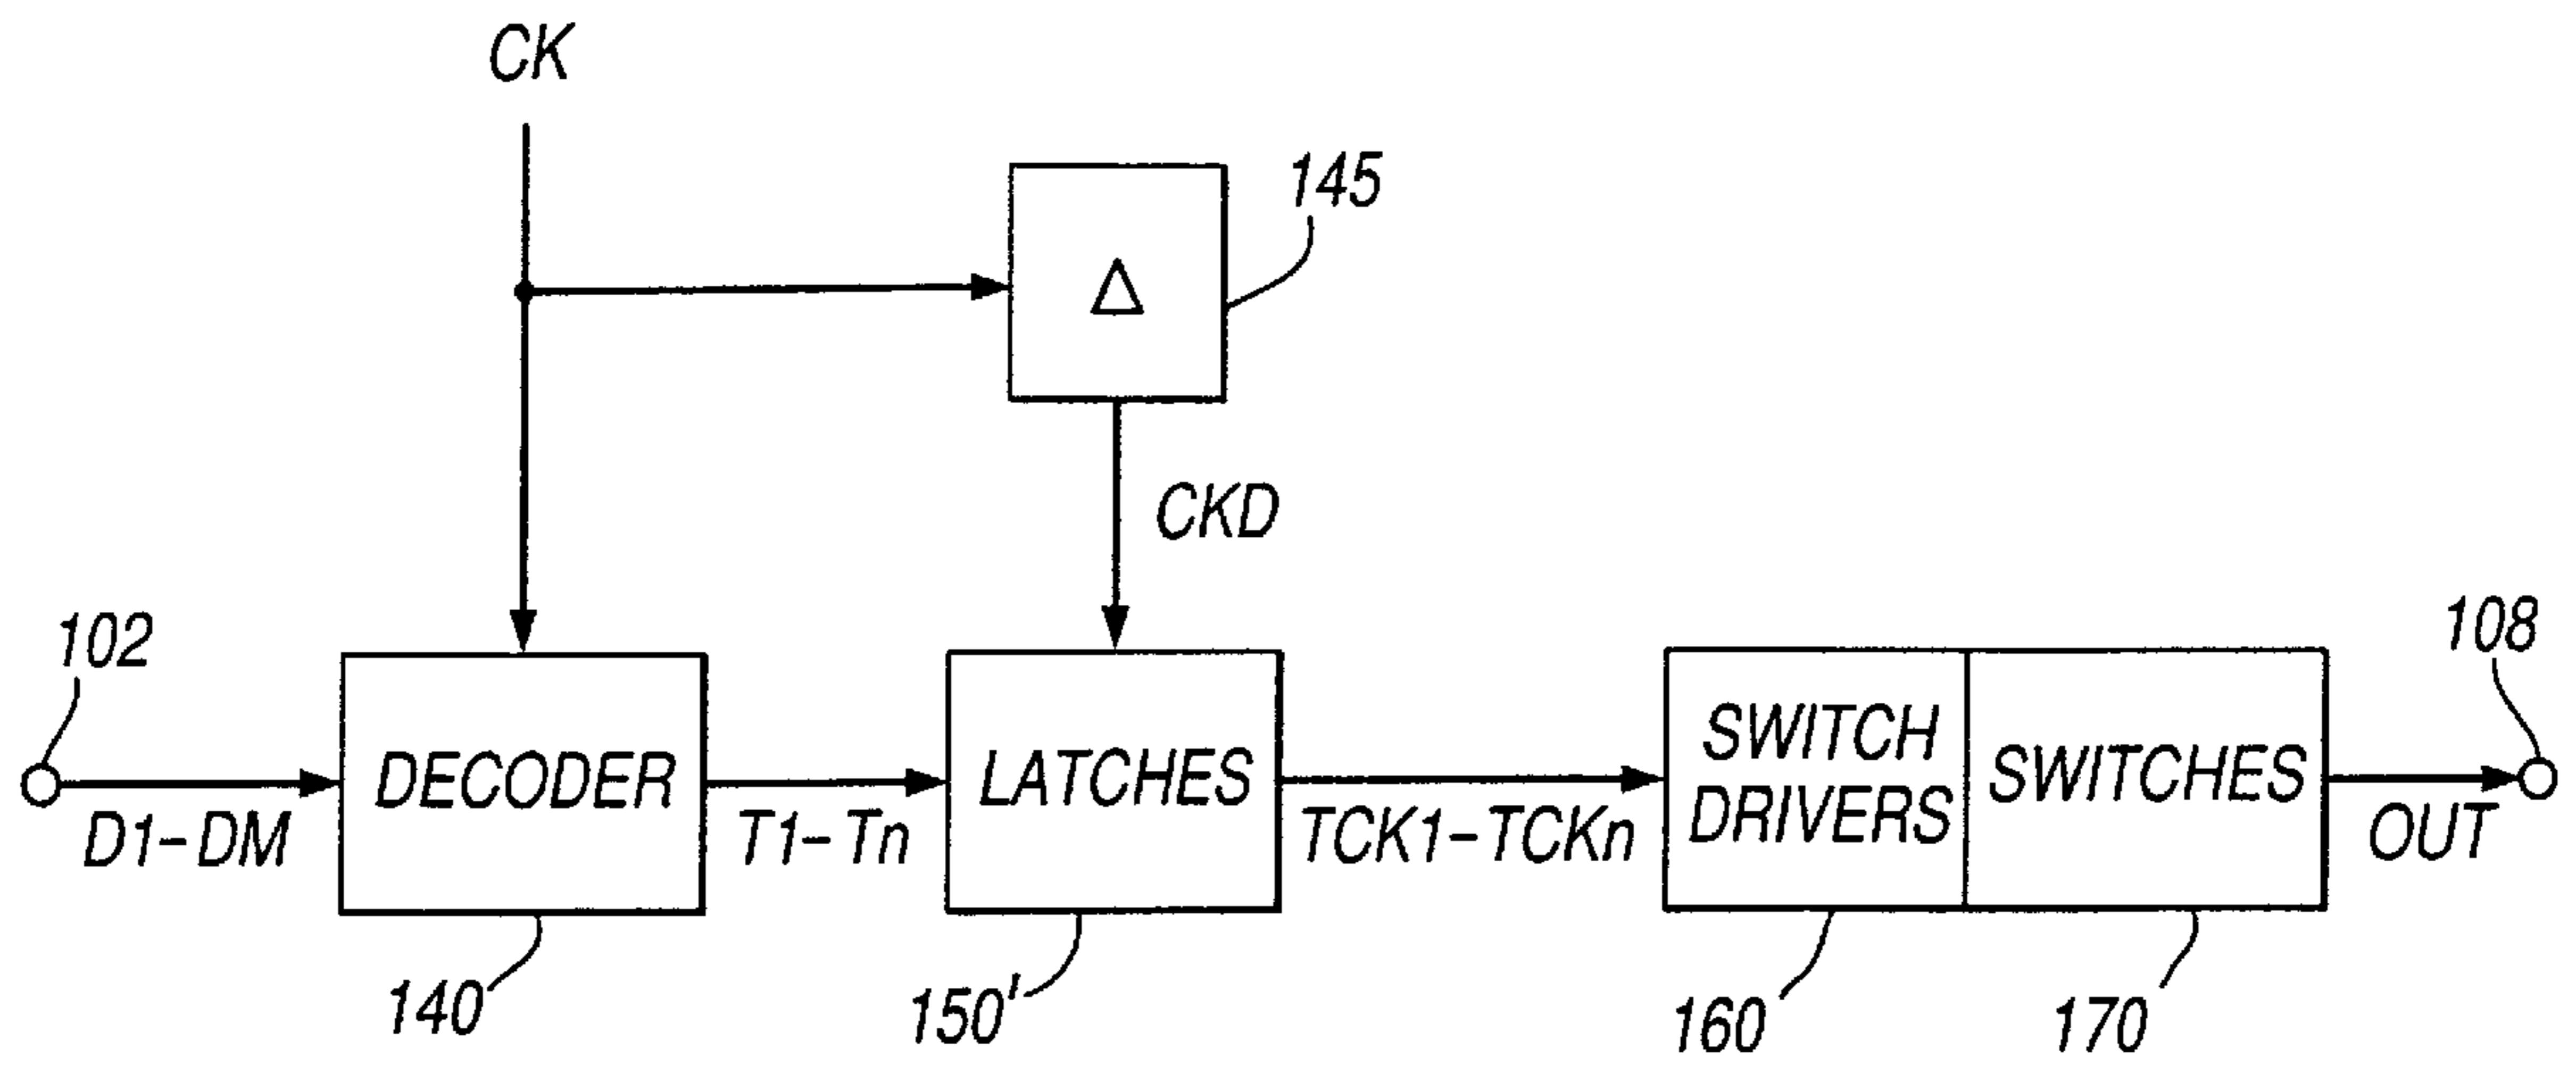 CK
145
Δ
CKD
102
108
DECODER
LATCHES
SWITCH
DRIVERS
SWITCHES
D1-DM
T1-Tn
TCK1-TCKn
OUT
140
150'
160
170